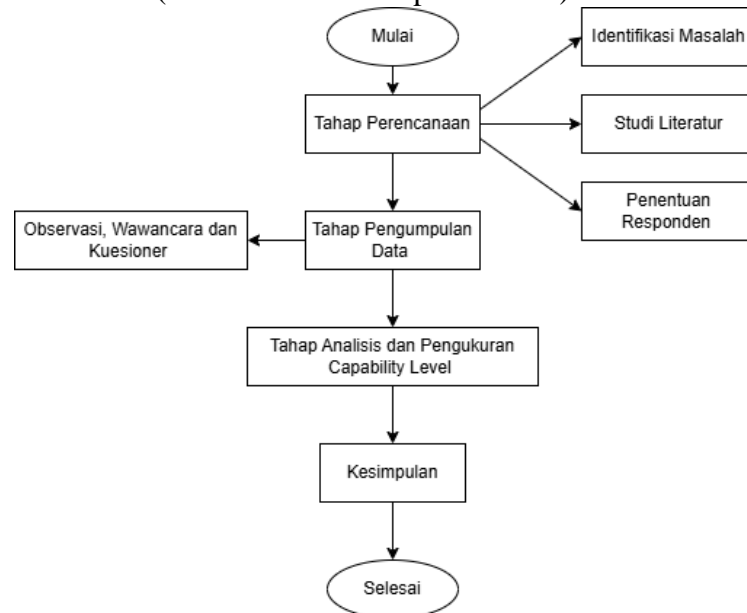 Mulai
Identifikasi Masalah
Tahap Perencanaan
Studi Literatur
Penentuan
Responden
Observasi, Wawancara dan
Kuesioner
Tahap Pengumpulan
Data
Tahap Analisis dan Pengukuran
Capability Level
Kesimpulan
Selesai